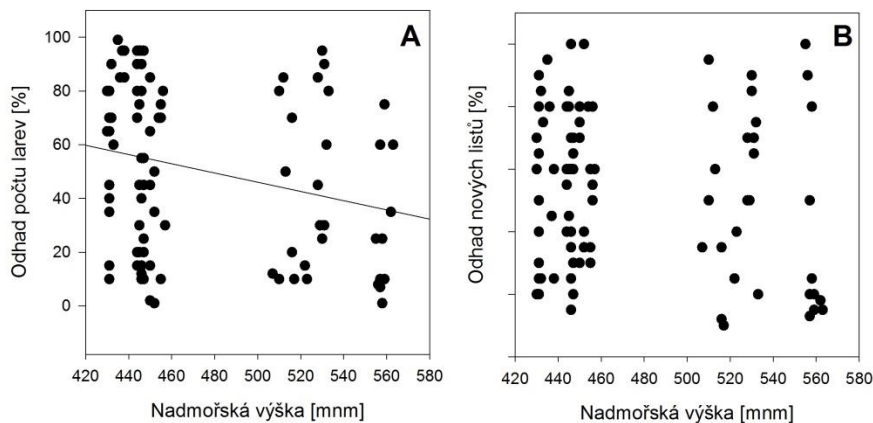 A
Odhad počtu larev [%]
100
80
60
40
20
0
420 440 460 480 500 520 540 560 580
Nadmořská výška [mnm]
B
Odhad nových listů [%]
420 440 460 480 500 520 540 560 580
Nadmořská výška [mnm]